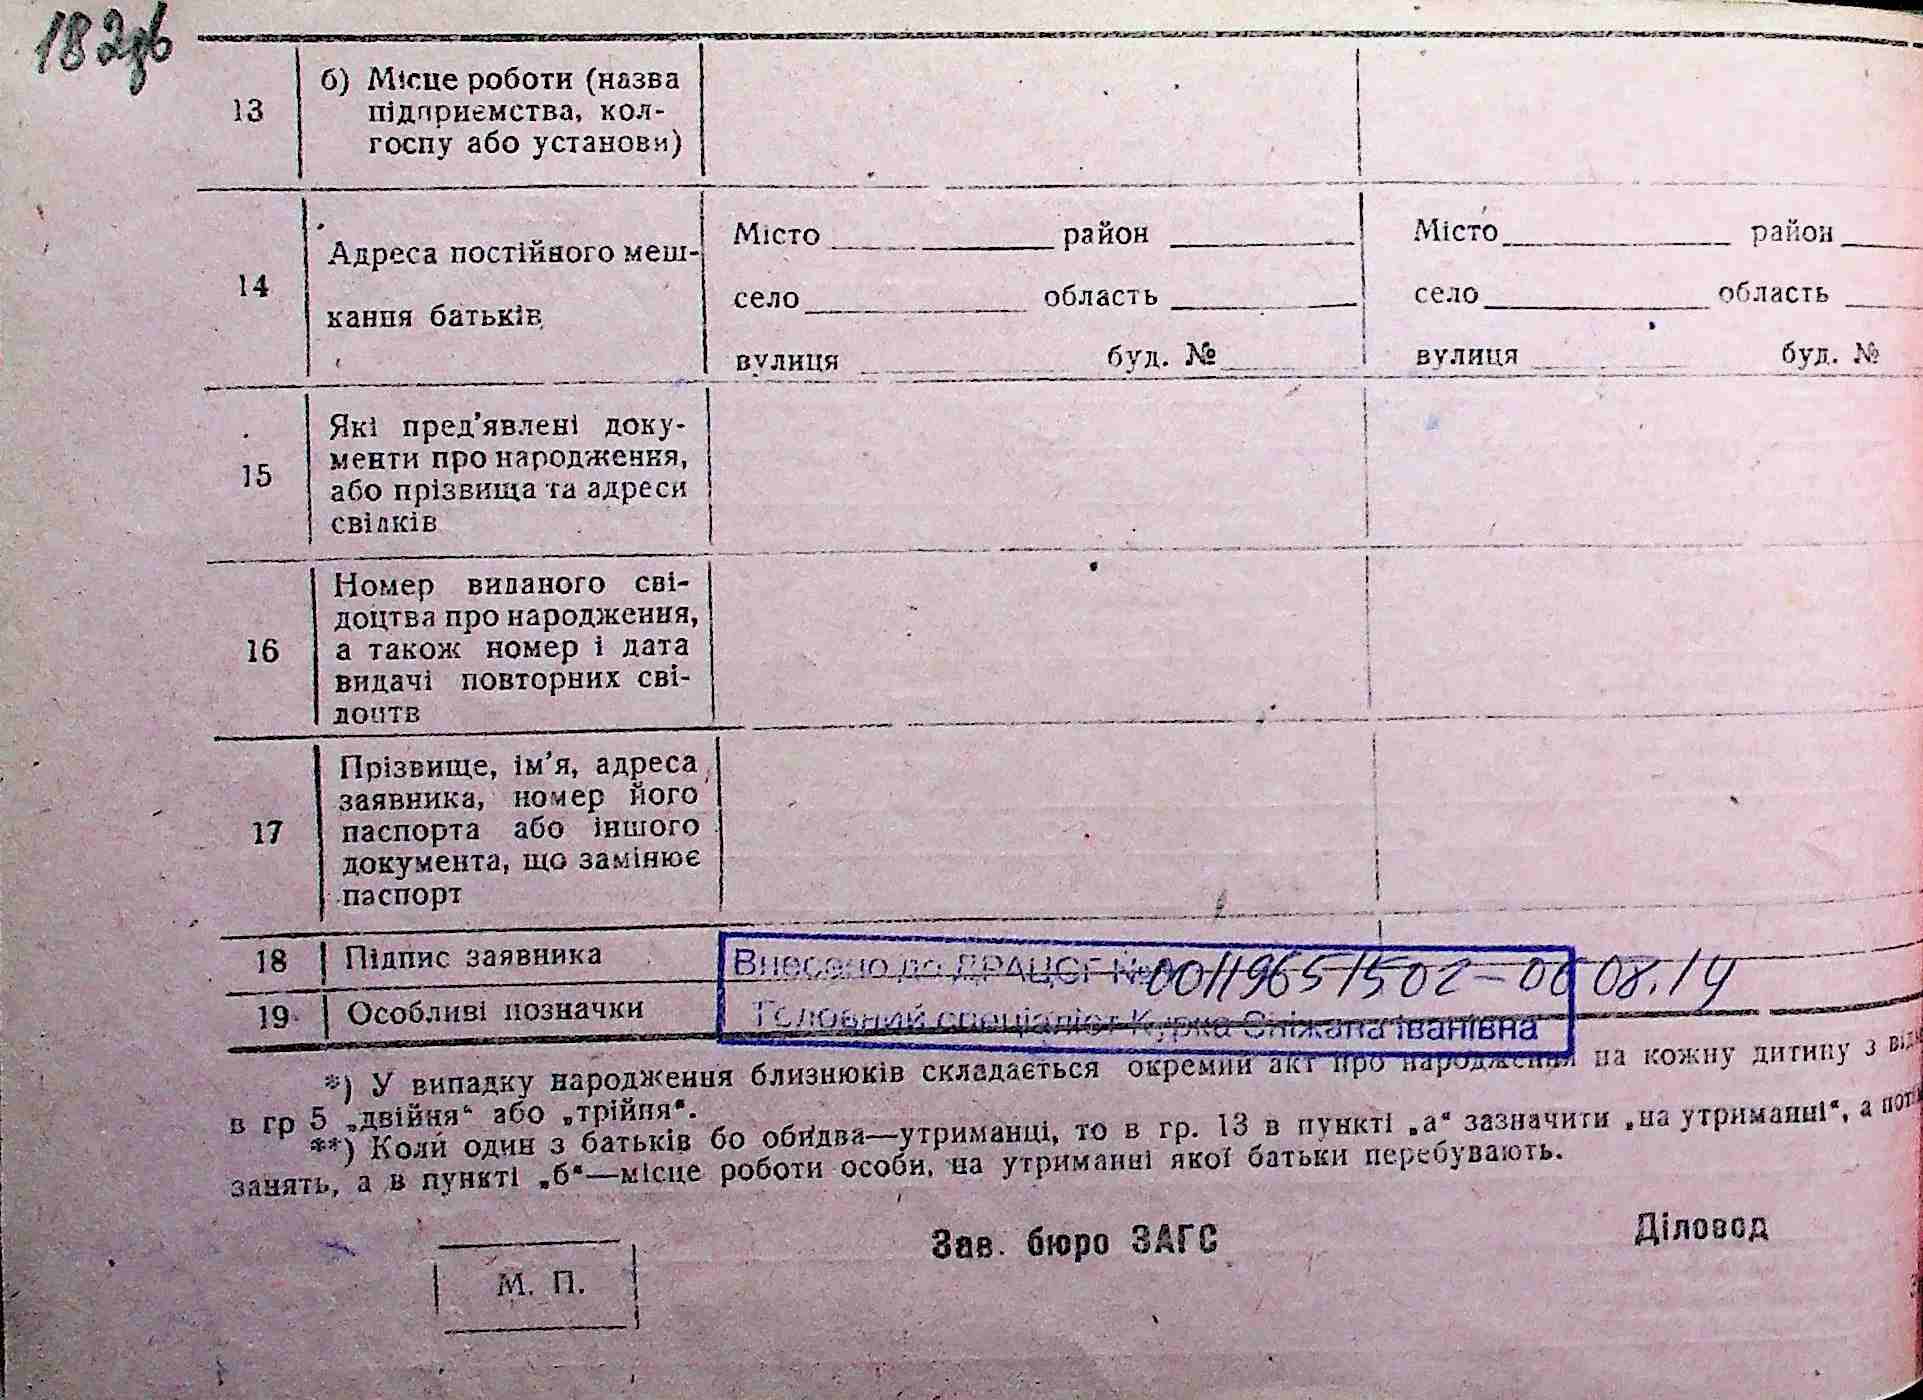 182зв
13
б) Місце роботи (назва
підприємства, кол-
госпу або установи)
14
Адреса постійного меш-
кання батьків
Місто район
село область
вулиця буд. №
Місто район
село область
вулиця буд. №
15
Які пред'явлені доку-
менти про народження,
або прізвища та адреси
свідків
16
Номер виданого сві-
доцтва про народження,
а також номер і дата
видачі повторних сві-
доцтв
17
Прізвище, ім'я, адреса
заявника, номер його
паспорта або іншого
документа, що замінює
паспорт
18 Підпис заявника
Внесено до ДРАЦСГ № 00119651502-06 08.14
19 Особливі позначки
Головний спеціаліст Курка Сніжана Іванівна
*) У випадку народження близнюків складається окремий акт про народження на кожну дитину з
в гр 5 „двійня“ або „трійня“.
**) Коли один з батьків бо обидва—утриманці, то в гр. 13 в пункті „а“ зазначити „на утриманні“, а
занять, а в пункті „б“—місце роботи особи, на утриманні якої батьки перебувають.
Зав. бюро ЗАГС
Діловод
М. П.